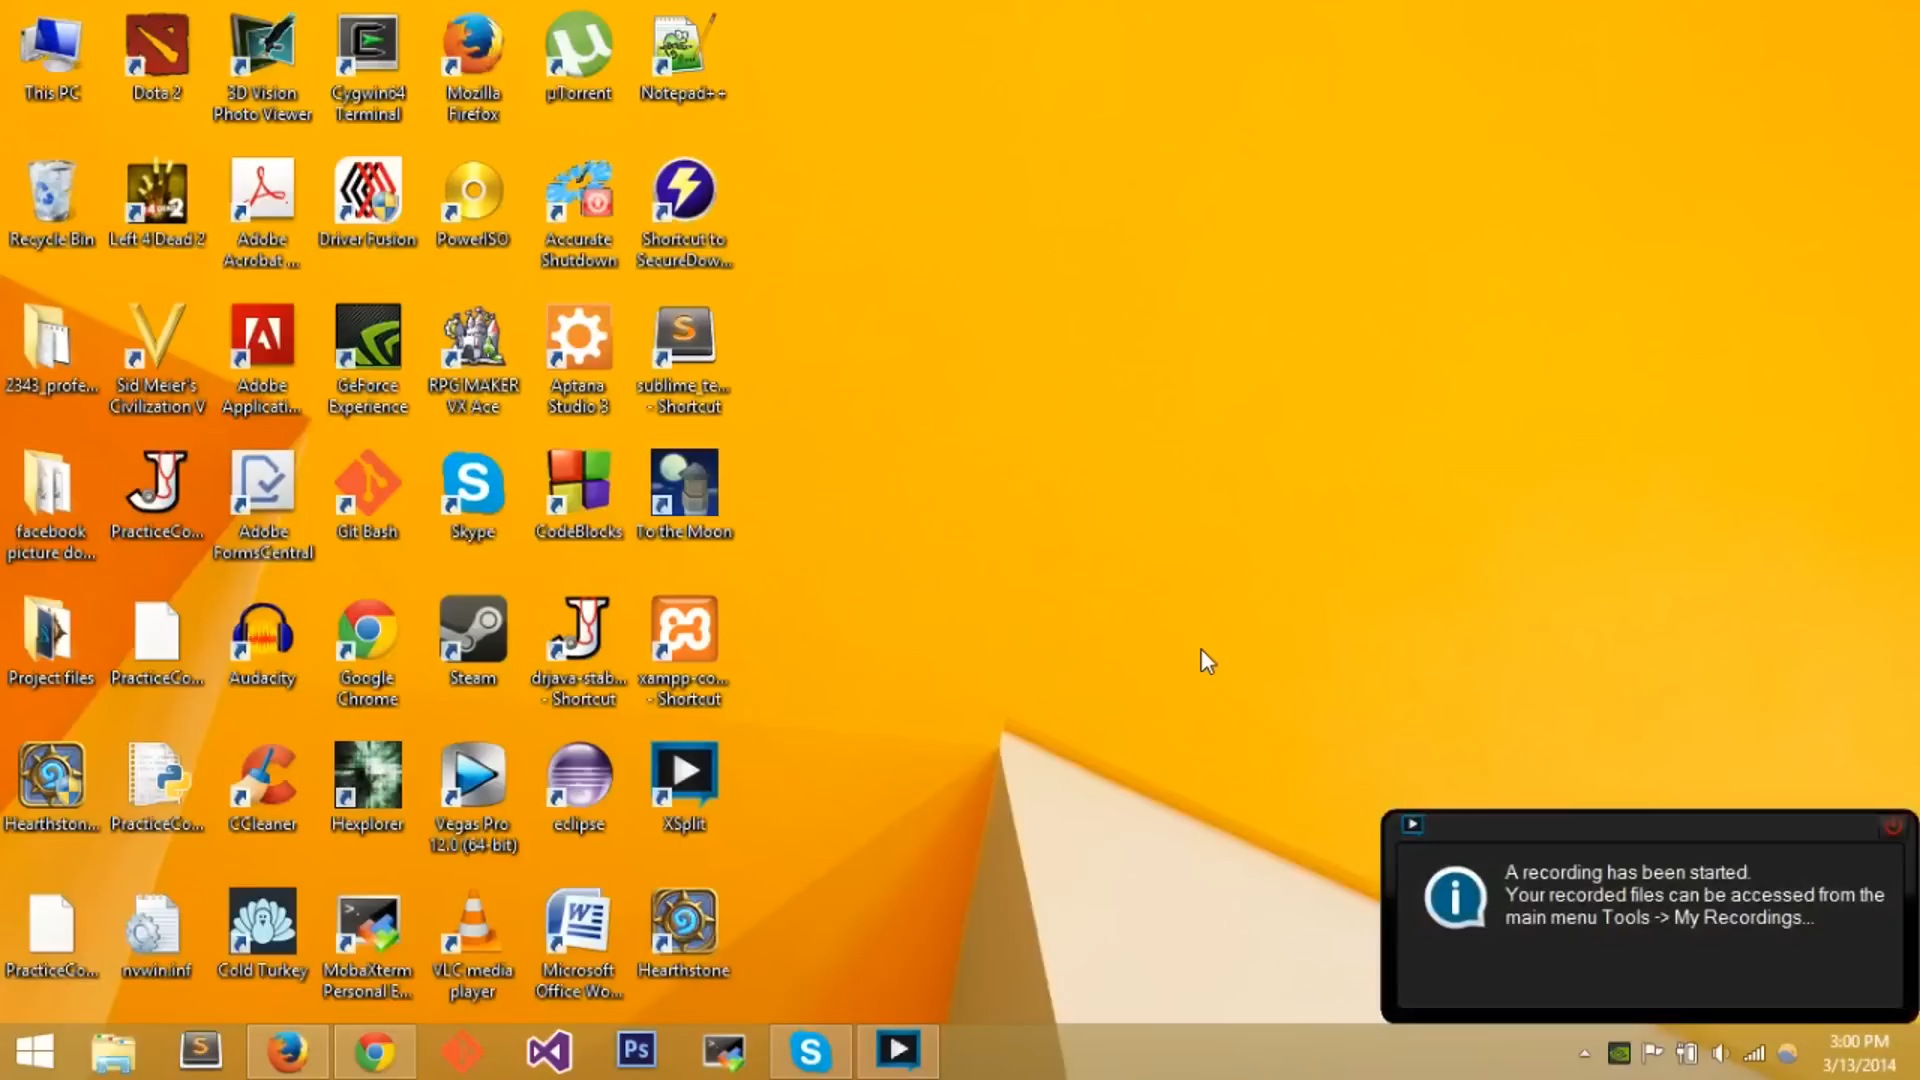 This PC
Dota 2
3D Vision
Photo Viewer
Cygwin64
Terminal
Mozilla
Firefox
µTorrent
Notepad++
Recycle Bin
Left 4 Dead 2
Adobe
Acrobat ...
Driver Fusion
PowerISO
Accurate
Shutdown
Shortcut to
SecureDow...
2343_profe...
Sid Meier's
Civilization V
Adobe
Applicati...
GeForce
Experience
RPG MAKER
VX Ace
Aptana
Studio 3
sublime_te...
- Shortcut
facebook
picture do...
PracticeCo...
Adobe
FormsCentral
Git Bash
Skype
CodeBlocks
To the Moon
Project files
PracticeCo...
Audacity
Google
Chrome
Steam
drjava-stab...
- Shortcut
xampp-co...
- Shortcut
Hearthston...
PracticeCo...
CCleaner
Hexplorer
Vegas Pro
12.0 (64-bit)
eclipse
XSplit
PracticeCo...
nvwin.inf
Cold Turkey
MobaXterm
Personal E...
VLC media
player
Microsoft
Office Wo...
Hearthstone
A recording has been started.
Your recorded files can be accessed from the
main menu Tools -> My Recordings...
3:00 PM
3/13/2014